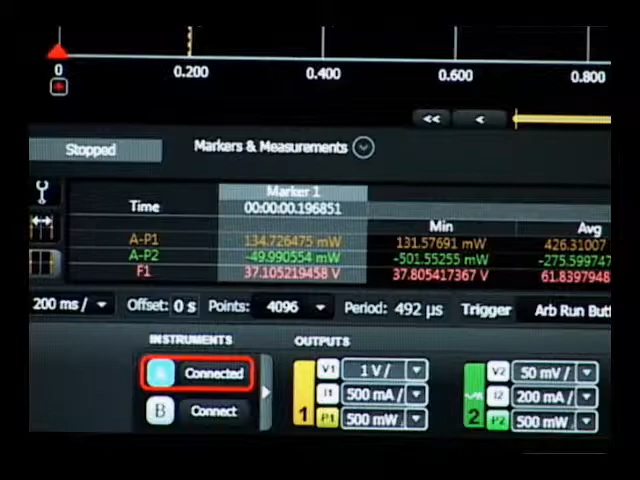 0 0.200 0.400 0.600 0.800
<< <
Stopped Markers & Measurements
Marker 1
Time 00:00:00.196851
Min Avg
A-P1 134.726475 mW 131.57691 mW 426.31007
A-P2 -49.990554 mW -501.55255 mW -275.599747
F1 37.105219458 V 37.805417367 V 61.8397948
200 ms / Offset: 0 s Points: 4096 Period: 492 µs Trigger Arb Run But
INSTRUMENTS OUTPUTS
A Connected V1 1 V / V2 50 mV /
I1 500 mA / I2 200 mA /
B Connect 1 P1 500 mW 2 P2 500 mW /